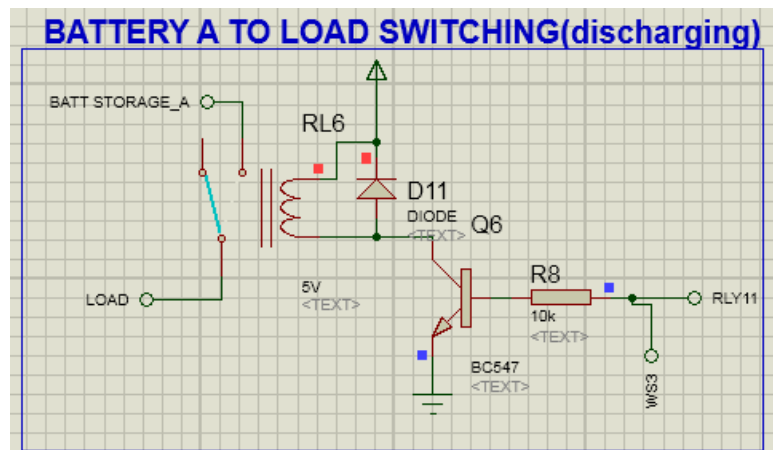 BATTERY A TO LOAD SWITCHING(discharging)
BATT STORAGE_A
RL6
D11
DIODE
<TEXT>
Q6
5V
<TEXT>
LOAD
R8
10k
<TEXT>
RLY11
BC547
<TEXT>
WS3